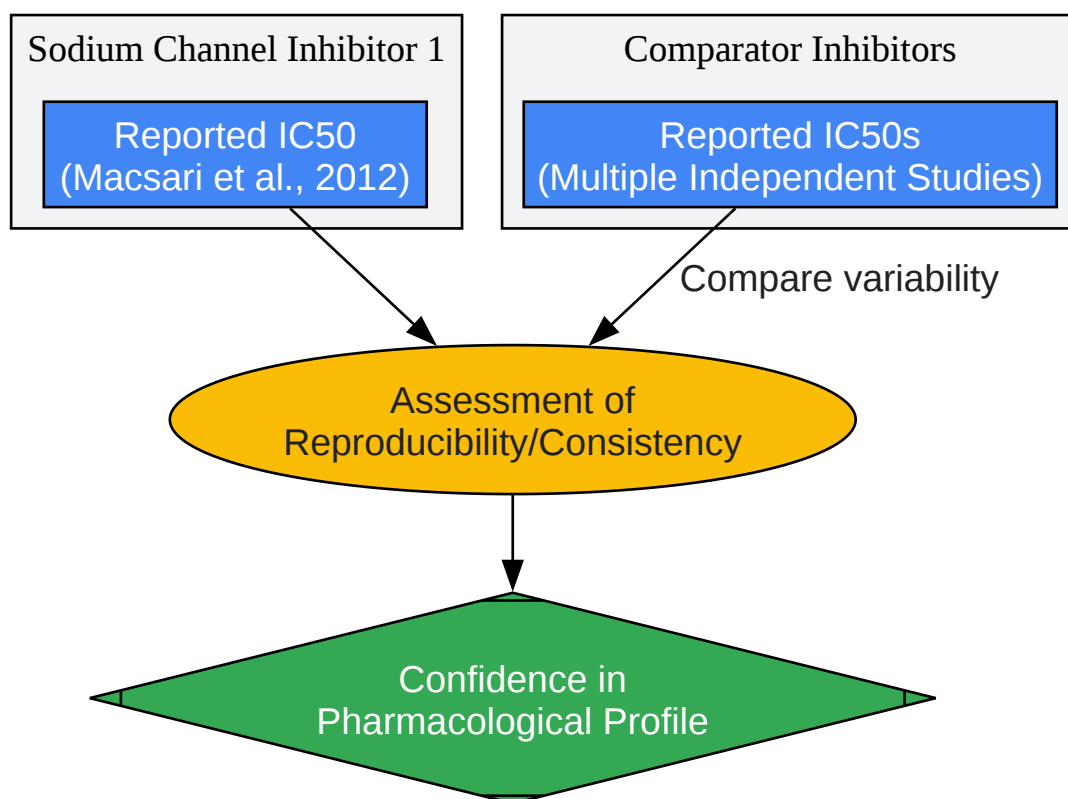 Sodium Channel Inhibitor 1
Reported IC50
(Macsari et al., 2012)
Comparator Inhibitors
Reported IC50s
(Multiple Independent Studies)
Compare variability
Assessment of
Reproducibility/Consistency
Confidence in
Pharmacological Profile